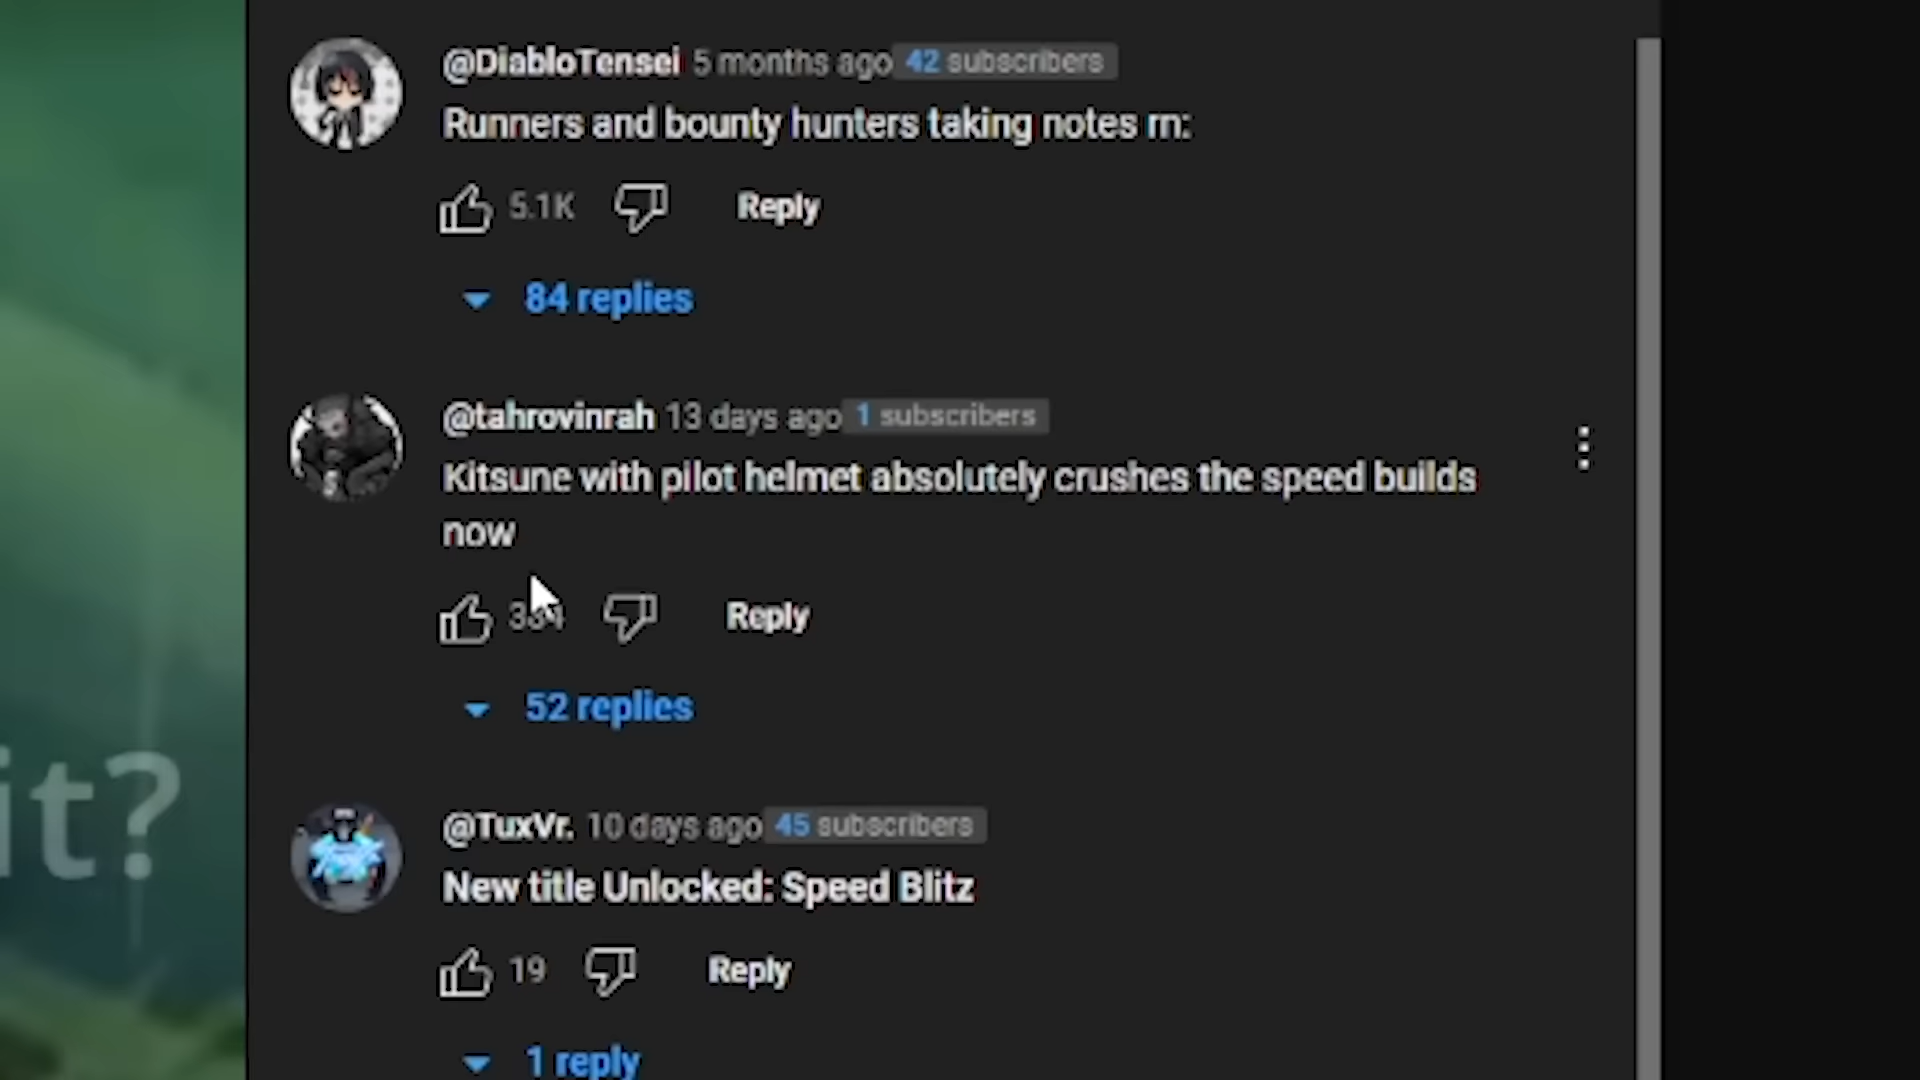 @DiabloTensei 5 months ago 42 subscribers
Runners and bounty hunters taking notes rn:
5.1K Reply
84 replies
@tahrovinrah 13 days ago 1 subscribers
Kitsune with pilot helmet absolutely crushes the speed builds
now
Reply
52 replies
it?
@TuxVr. 10 days ago 45 subscribers
New title Unlocked: Speed Blitz
19 Reply
1 reply